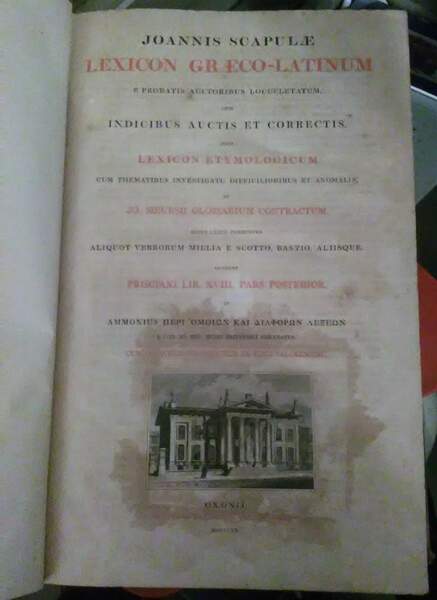 JOANNIS SCAPULÆ
LEXICON GRÆCO-LATINUM
E PROBATIS AUCTORIBUS LOCUPLETATUM,
CUM
INDICIBUS AUCTIS ET CORRECTIS.
LEXICON ETYMOLOGICUM,
CUM THEMATIBUS INVESTIGATU DIFFICILIORIBUS ET ANOMALIS,
ET
JO. MEURSII GLOSSARIUM CONTRACTUM.
ALIQUOT VERBORUM MILLIA E SCOTTO, BASTIO, ALIISQUE.
PRISCIANI LIB. XVIII. PARS POSTERIOR,
ET
AMMONIUS ΠΕΡΙ ὉΜΟΙΩΝ ΚΑΙ ΔΙΑΦΟΡΩΝ ΛΕΞΕΩΝ
OXONII